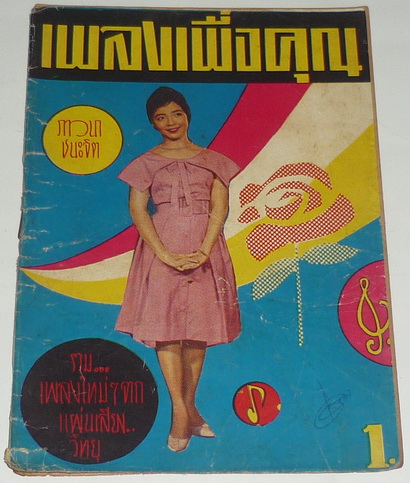 เพลงเพื่อคุณ
ภาวนา
ชนะจิต
รวม...
เพลงใหม่ๆจาก
แผ่นเสียง..
วิทยุ
1.